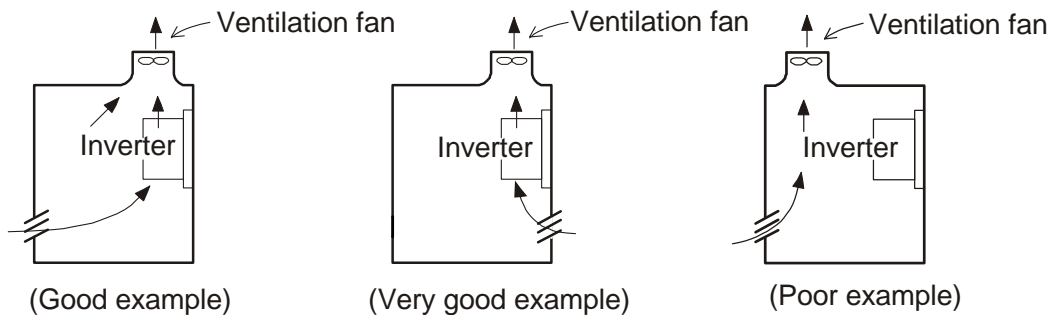 Ventilation fan
Inverter
(Good example)
Ventilation fan
Inverter
(Very good example)
Ventilation fan
Inverter
(Poor example)